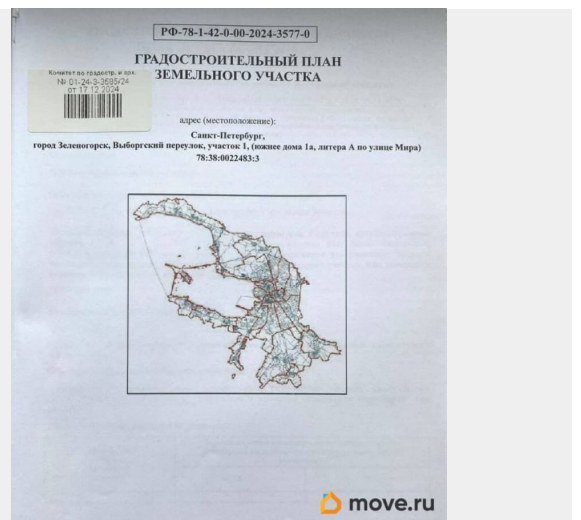 РФ-78-1-42-0-00-2024-3577-0
ГРАДОСТРОИТЕЛЬНЫЙ ПЛАН
ЗЕМЕЛЬНОГО УЧАСТКА
Комитет по градостр. и арх.
№ 01-24-3-3685/24
от 17.12.2024
адрес (местоположение):
Санкт-Петербург,
город Зеленогорск, Выборгский переулок, участок 1, (южнее дома 1а, литера А по улице Мира)
78:38:0022483:3
move.ru